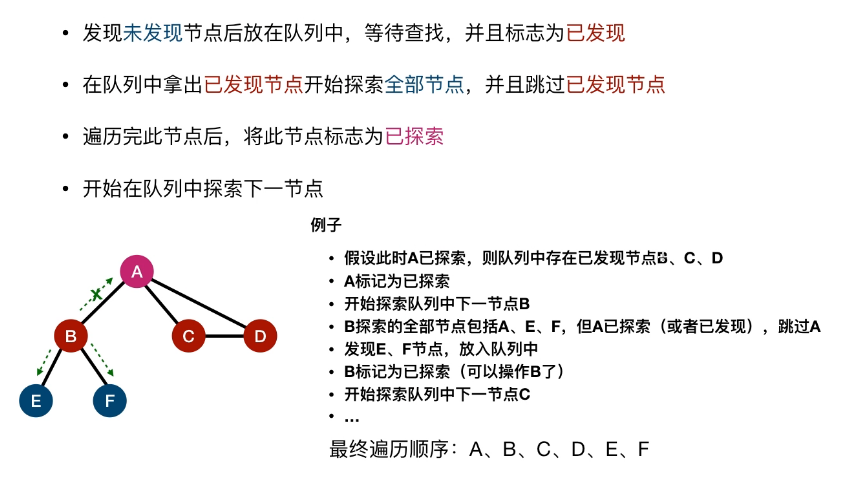 • 发现未发现节点后放在队列中，等待查找，并且标志为已发现
• 在队列中拿出已发现节点开始探索全部节点，并且跳过已发现节点
• 遍历完此节点后，将此节点标志为已探索
• 开始在队列中探索下一节点
例子
• 假设此时A已探索，则队列中存在已发现节点B、C、D
• A标记为已探索
• 开始探索队列中下一节点B
• B探索的全部节点包括A、E、F，但A已探索（或者已发现），跳过A
• 发现E、F节点，放入队列中
• B标记为已探索（可以操作B了）
• 开始探索队列中下一节点C
• ...
最终遍历顺序：A、B、C、D、E、F
A
X
B C D
E F